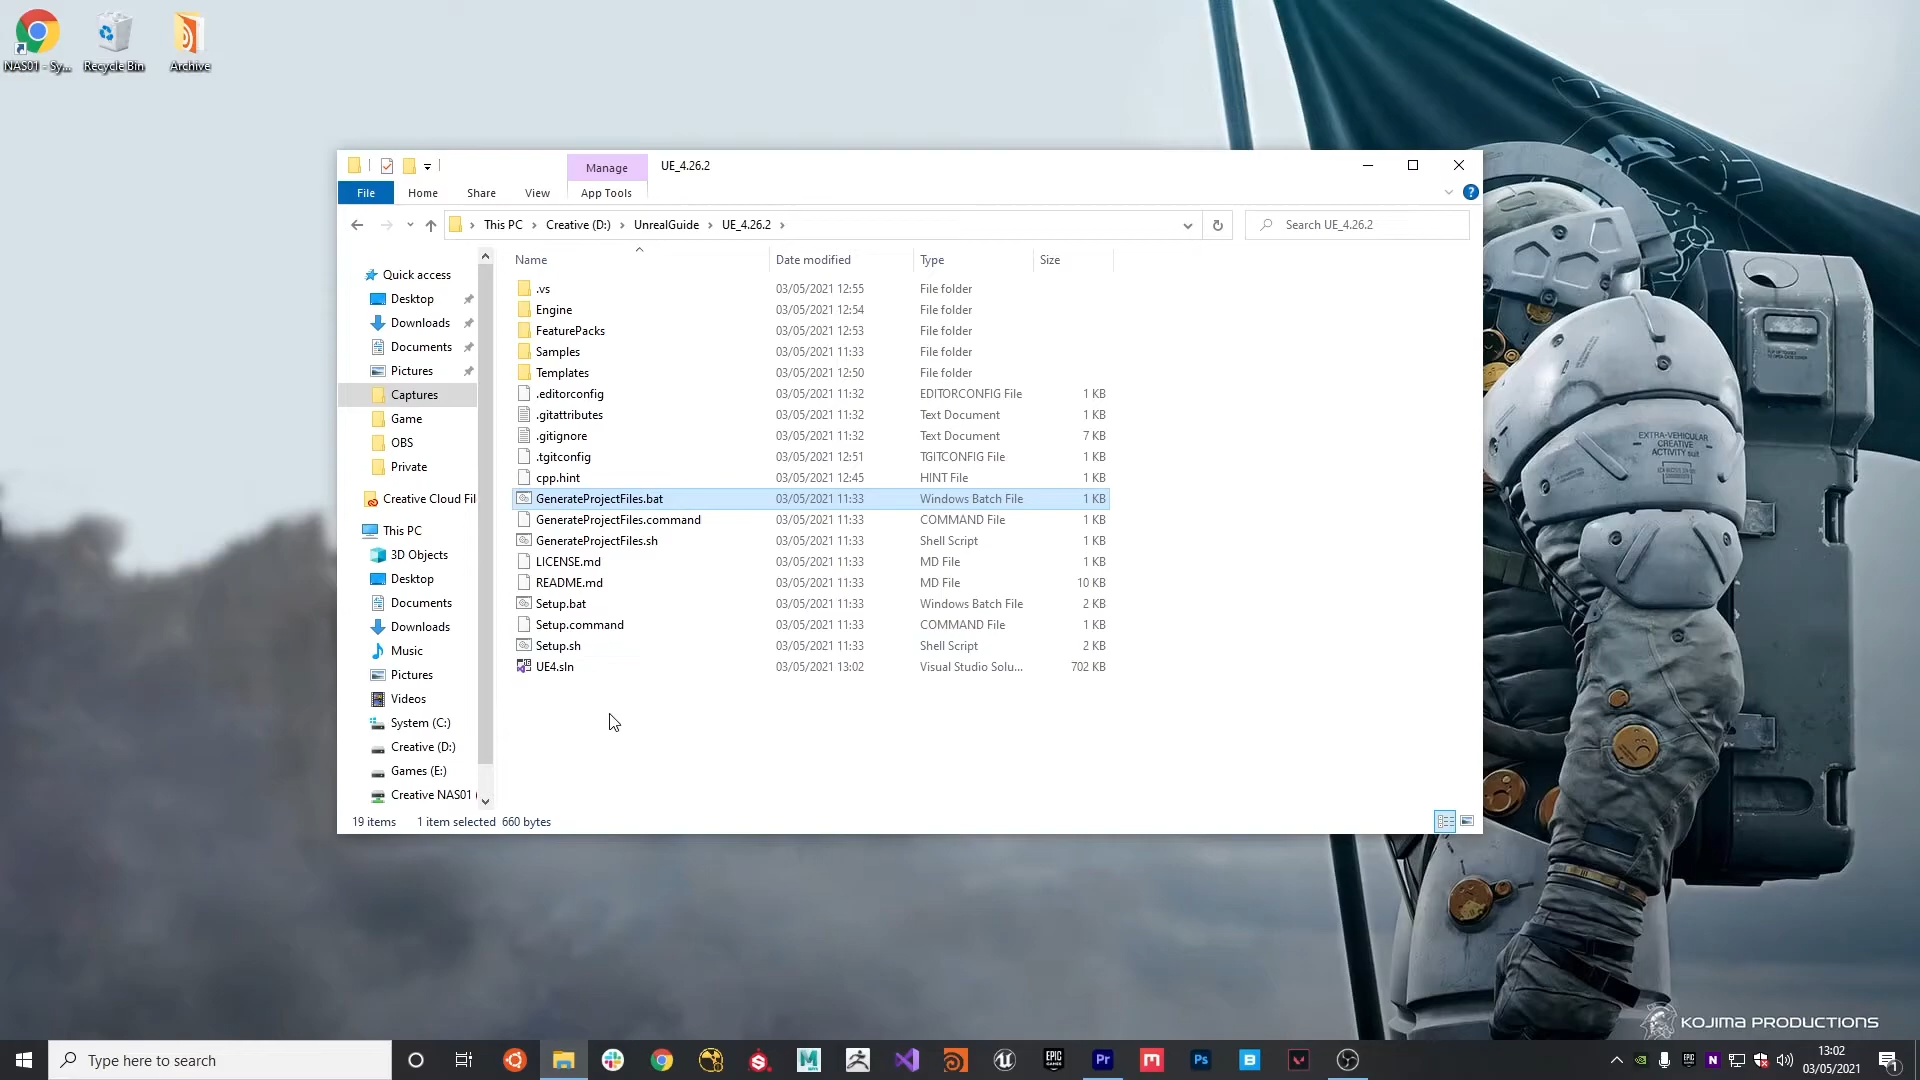 NAS01 - Sy...
Recycle Bin
Archive
Manage
UE_4.26.2
File
Home
Share
View
App Tools
This PC
Creative (D:)
UnrealGuide
UE_4.26.2
Search UE_4.26.2
Name
Date modified
Type
Size
Quick access
Desktop
Downloads
Documents
Pictures
Captures
Game
OBS
Private
Creative Cloud Fil
This PC
3D Objects
Desktop
Documents
Downloads
Music
Pictures
Videos
System (C:)
Creative (D:)
Games (E:)
Creative NAS01 (
.vs 03/05/2021 12:55 File folder
Engine 03/05/2021 12:54 File folder
FeaturePacks 03/05/2021 12:53 File folder
Samples 03/05/2021 11:33 File folder
Templates 03/05/2021 12:50 File folder
.editorconfig 03/05/2021 11:32 EDITORCONFIG File 1 KB
.gitattributes 03/05/2021 11:32 Text Document 1 KB
.gitignore 03/05/2021 11:32 Text Document 7 KB
.tgitconfig 03/05/2021 12:51 TGITCONFIG File 1 KB
cpp.hint 03/05/2021 12:45 HINT File 1 KB
GenerateProjectFiles.bat 03/05/2021 11:33 Windows Batch File 1 KB
GenerateProjectFiles.command 03/05/2021 11:33 COMMAND File 1 KB
GenerateProjectFiles.sh 03/05/2021 11:33 Shell Script 1 KB
LICENSE.md 03/05/2021 11:33 MD File 1 KB
README.md 03/05/2021 11:33 MD File 10 KB
Setup.bat 03/05/2021 11:33 Windows Batch File 2 KB
Setup.command 03/05/2021 11:33 COMMAND File 1 KB
Setup.sh 03/05/2021 11:33 Shell Script 2 KB
UE4.sln 03/05/2021 13:02 Visual Studio Solu... 702 KB
19 items
1 item selected 660 bytes
EXTRA-VEHICULAR
CREATIVE
ACTIVITY suit
KOJIMA PRODUCTIONS
Type here to search
13:02
03/05/2021